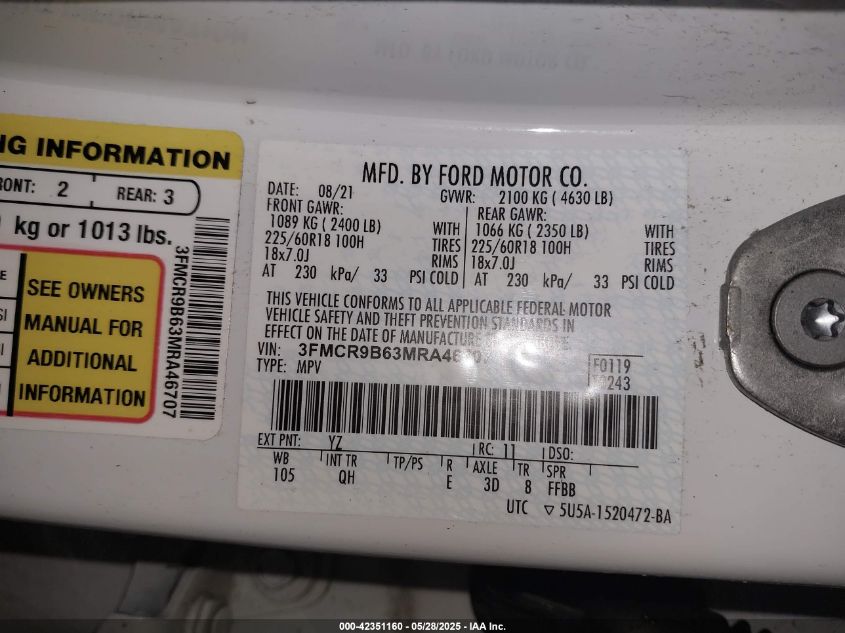 NG INFORMATION
RONT: 2 REAR: 3
kg or 1013 lbs.
SEE OWNERS
MANUAL FOR
ADDITIONAL
INFORMATION
3FMCR9B63MRA46707
MFD. BY FORD MOTOR CO.
DATE: 08/21 GVWR: 2100 KG ( 4630 LB)
FRONT GAWR: REAR GAWR:
1089 KG ( 2400 LB) WITH 1066 KG ( 2350 LB) WITH
225/60R18 100H TIRES 225/60R18 100H TIRES
18x7.0J RIMS 18x7.0J RIMS
AT 230 kPa/ 33 PSI COLD AT 230 kPa/ 33 PSI COLD
THIS VEHICLE CONFORMS TO ALL APPLICABLE FEDERAL MOTOR
VEHICLE SAFETY AND THEFT PREVENTION STANDARDS IN
EFFECT ON THE DATE OF MANUFACTURE
VIN: 3FMCR9B63MRA46707 F0119
TYPE: MPV 243
EXT PNT: YZ RC: 11 DSO:
WB INT TR TP/PS R AXLE TR SPR
105 QH E 3D 8 FFBB
UTC ▽ 5U5A-1520472-BA
000-42351160 - 05/28/2025 - IAA Inc.